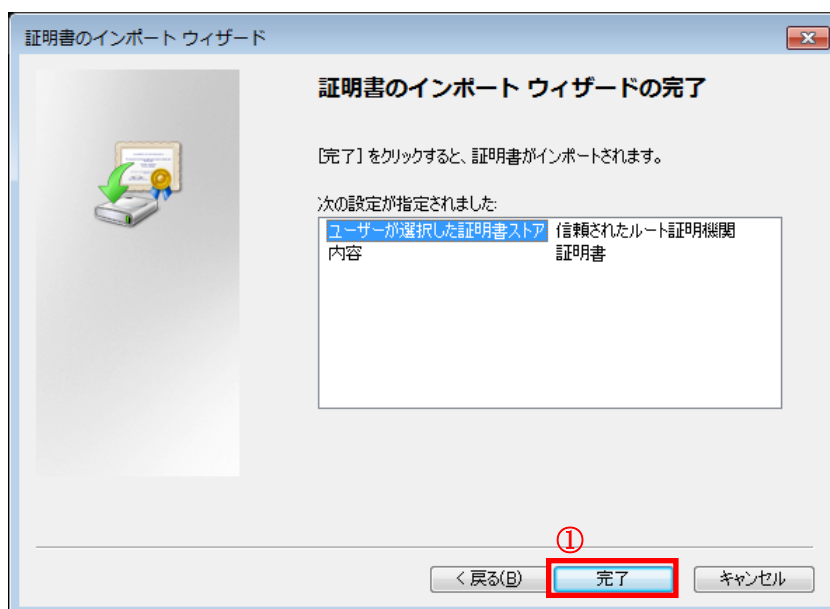 証明書のインポート ウィザード
証明書のインポート ウィザードの完了
[完了] をクリックすると、証明書がインポートされます。
次の設定が指定されました:
ユーザーが選択した証明書ストア 信頼されたルート証明機関
内容 証明書
①
< 戻る(B) 完了 キャンセル